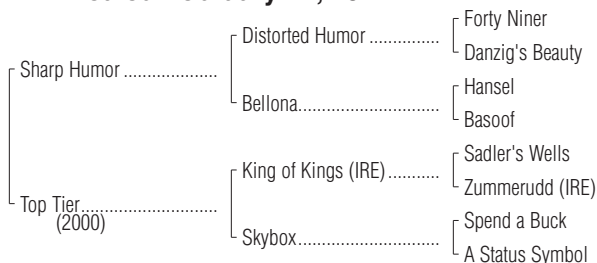 Forty Niner
Distorted Humor ...............
Danzig's Beauty
Sharp Humor ....................
Hansel
Bellona..............................
Basoof
Sadler's Wells
King of Kings (IRE)...........
Zummerudd (IRE)
Top Tier.............................
(2000)
Spend a Buck
Skybox..............................
A Status Symbol